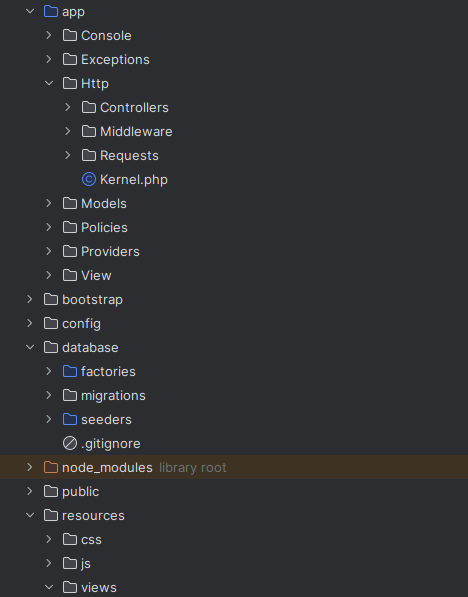 app
Console
Exceptions
Http
Controllers
Middleware
Requests
Kernel.php
Models
Policies
Providers
View
bootstrap
config
database
factories
migrations
seeders
.gitignore
node_modules library root
public
resources
css
js
views